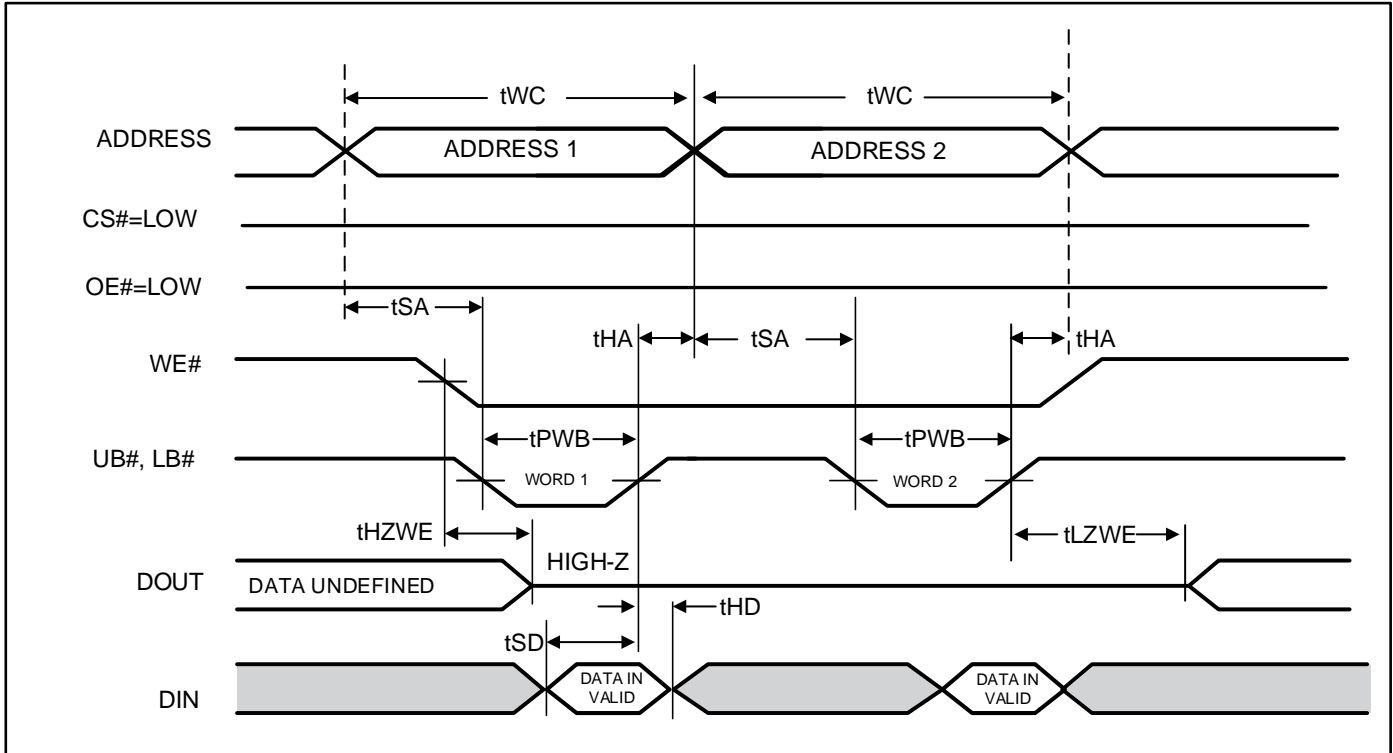 tWC tWC
ADDRESS ADDRESS 1 ADDRESS 2
CS#=LOW
OE#=LOW
tSA
tHA tSA tHA
WE#
tPWB tPWB
UB#, LB# WORD 1 WORD 2
tHZWE tLZWE
HIGH-Z
DOUT DATA UNDEFINED
tHD
tSD
DATA IN DATA IN
DIN VALID VALID